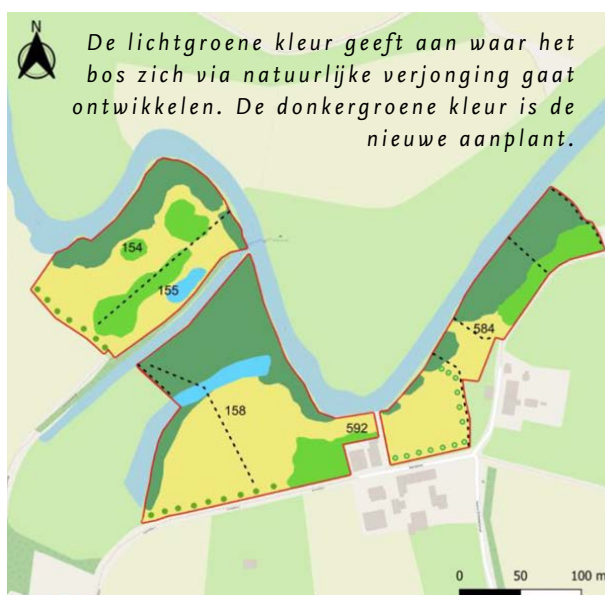 N
De lichtgroene kleur geeft aan waar het
bos zich via natuurlijke verjonging gaat
ontwikkelen. De donkergroene kleur is de
nieuwe aanplant.
154
155
584
158
592
0 50 100 m